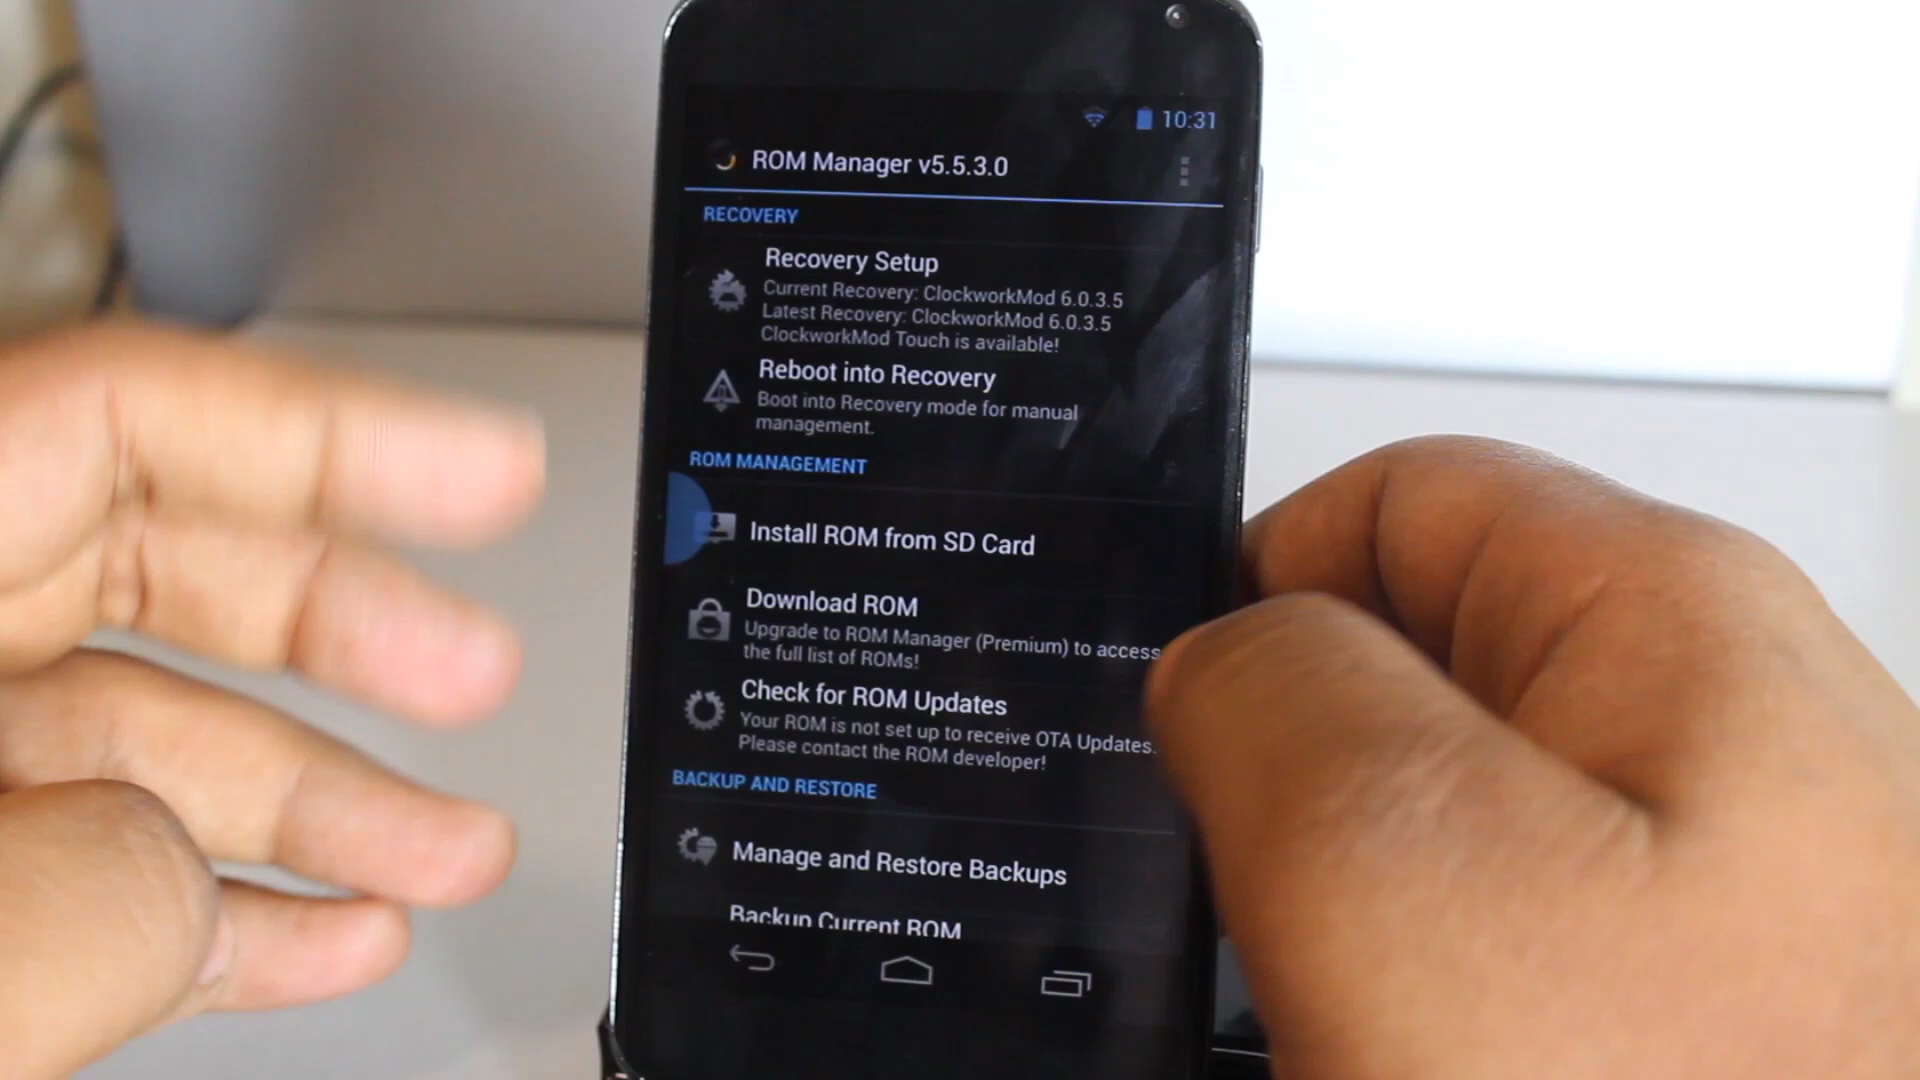 10:31
ROM Manager v5.5.3.0
RECOVERY
Recovery Setup
Current Recovery: ClockworkMod 6.0.3.5
Latest Recovery: ClockworkMod 6.0.3.5
ClockworkMod Touch is available!
Reboot into Recovery
Boot into Recovery mode for manual
management.
ROM MANAGEMENT
Install ROM from SD Card
Download ROM
Upgrade to ROM Manager (Premium) to access
the full list of ROMs!
Check for ROM Updates
Your ROM is not set up to receive OTA Updates.
Please contact the ROM developer!
BACKUP AND RESTORE
Manage and Restore Backups
Backup Current ROM